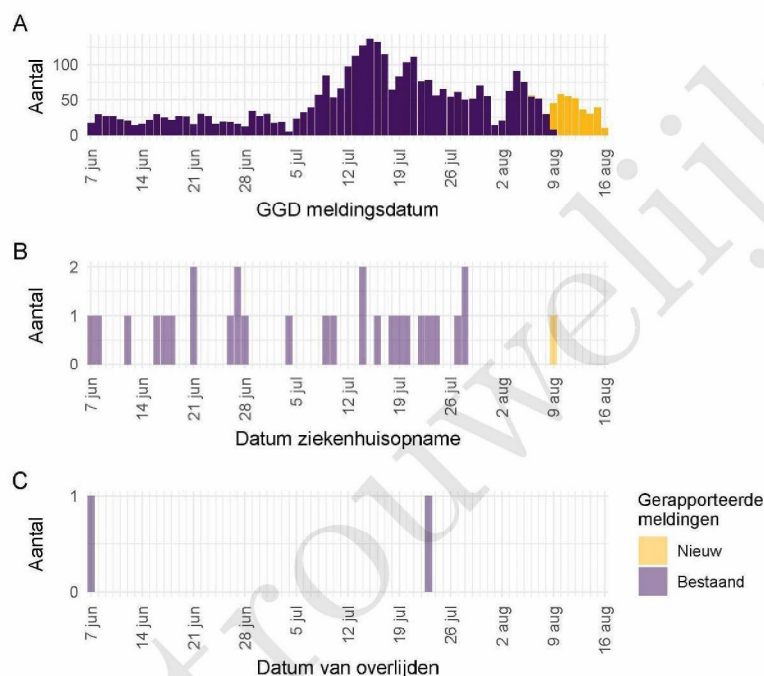 A
Aantal
100
50
0
7 jun
14 jun
21 jun
28 jun
5 jul
12 jul
19 jul
26 jul
2 aug
9 aug
16 aug
GGD meldingsdatum
B
Aantal
2
1
0
7 jun
14 jun
21 jun
28 jun
5 jul
12 jul
19 jul
26 jul
2 aug
9 aug
16 aug
Datum ziekenhuisopname
C
Aantal
1
0
7 jun
14 jun
21 jun
28 jun
5 jul
12 jul
19 jul
26 jul
2 aug
9 aug
16 aug
Datum van overlijden
Gerapporteerde
meldingen
Nieuw
Bestaand